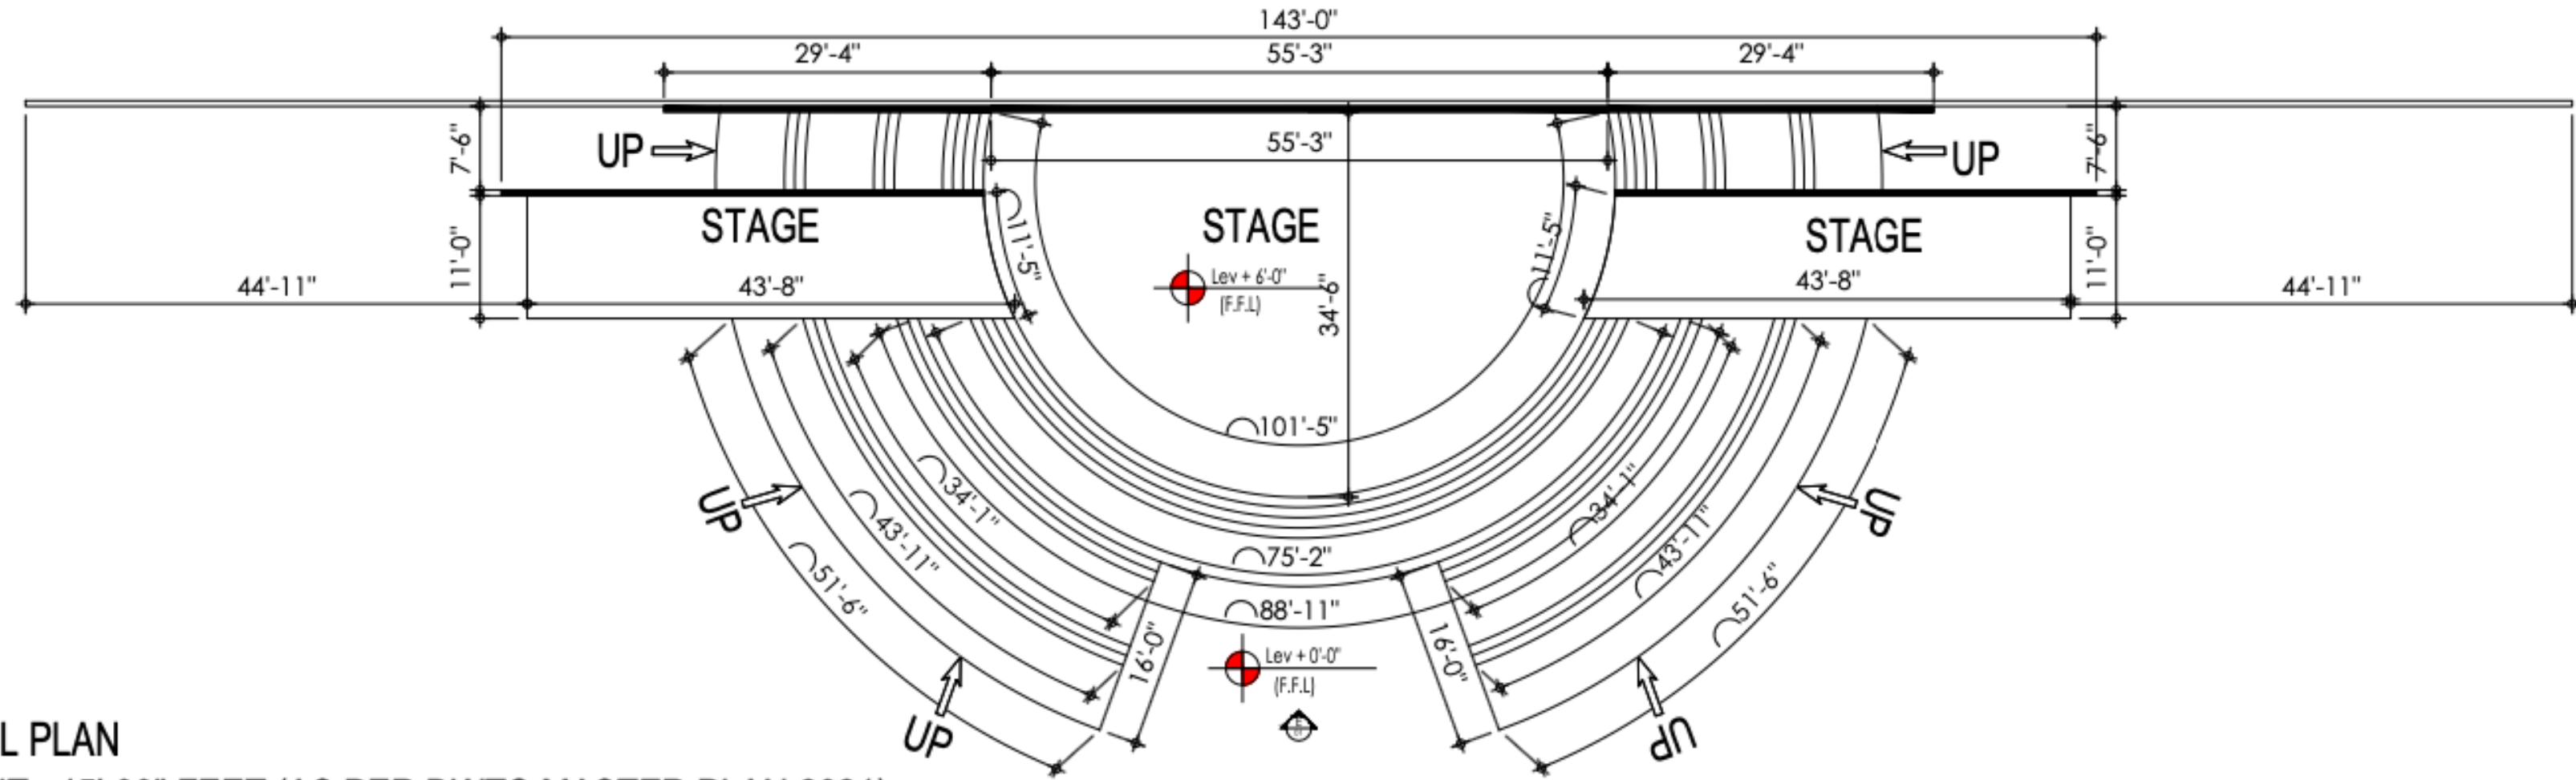 143'-0"
29'-4"
55'-3"
29'-4"
7'-6"
UP
55'-3"
UP
7'-6"
STAGE
STAGE
STAGE
11'-0"
11'-5"
11'-5"
11'-0"
44'-11"
43'-8"
Lev + 6'-0"
(F.F.L)
34'-6"
43'-8"
44'-11"
101'-5"
34'-1"
34'-1"
UP
43'-11"
43'-11"
UP
75'-2"
51'-6"
51'-6"
88'-11"
16'-0"
16'-0"
Lev + 0'-0"
(F.F.L)
UP
UP
L PLAN